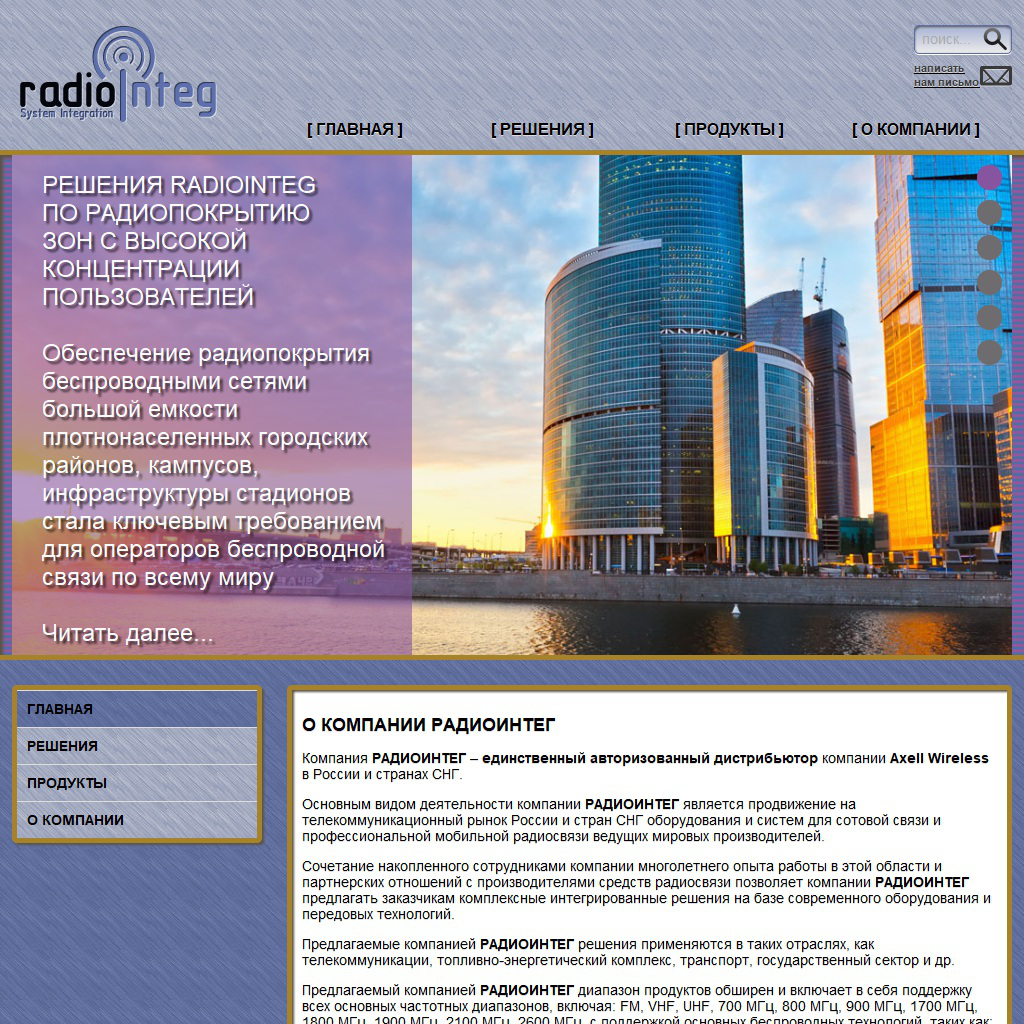 поиск...
radioInteg
System Integration
написать
нам письмо
[ ГЛАВНАЯ ] [ РЕШЕНИЯ ] [ ПРОДУКТЫ ] [ О КОМПАНИИ ]
РЕШЕНИЯ RADIOINTEG
ПО РАДИОПОКРЫТИЮ
ЗОН С ВЫСОКОЙ
КОНЦЕНТРАЦИИ
ПОЛЬЗОВАТЕЛЕЙ
Обеспечение радиопокрытия
беспроводными сетями
большой емкости
плотнонаселенных городских
районов, кампусов,
инфраструктуры стадионов
стала ключевым требованием
для операторов беспроводной
связи по всему миру
Читать далее...
ГЛАВНАЯ
РЕШЕНИЯ
ПРОДУКТЫ
О КОМПАНИИ
О КОМПАНИИ РАДИОИНТЕГ
Компания РАДИОИНТЕГ – единственный авторизованный дистрибьютор компании Axell Wireless
в России и странах СНГ.
Основным видом деятельности компании РАДИОИНТЕГ является продвижение на
телекоммуникационный рынок России и стран СНГ оборудования и систем для сотовой связи и
профессиональной мобильной радиосвязи ведущих мировых производителей.
Сочетание накопленного сотрудниками компании многолетнего опыта работы в этой области и
партнерских отношений с производителями средств радиосвязи позволяет компании РАДИОИНТЕГ
предлагать заказчикам комплексные интегрированные решения на базе современного оборудования и
передовых технологий.
Предлагаемые компанией РАДИОИНТЕГ решения применяются в таких отраслях, как
телекоммуникации, топливно-энергетический комплекс, транспорт, государственный сектор и др.
Предлагаемый компанией РАДИОИНТЕГ диапазон продуктов обширен и включает в себя поддержку
всех основных частотных диапазонов, включая: FM, VHF, UHF, 700 МГц, 800 МГц, 900 МГц, 1700 МГц,
1800 МГц, 1900 МГц, 2100 МГц, 2600 МГц, с поддержкой основных беспроводных технологий, таких как: